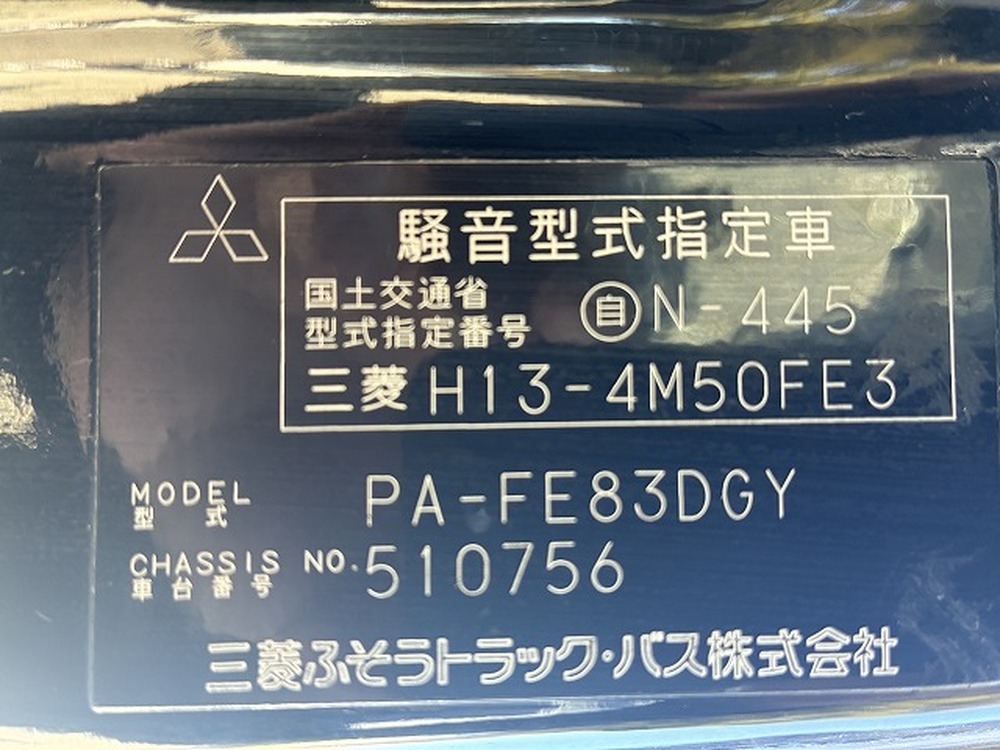 騒音型式指定車
国土交通省
型式指定番号 自 N-445
三菱 H13-4M50FE3
MODEL PA-FE83DGY
型式
CHASSIS NO. 510756
車台番号
三菱ふそうトラック・バス株式会社